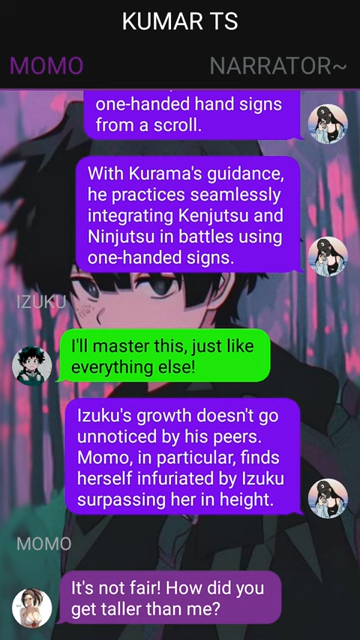 KUMAR TS
MOMO
NARRATOR~
one-handed hand signs
from a scroll.
With Kurama's guidance,
he practices seamlessly
integrating Kenjutsu and
Ninjutsu in battles using
one-handed signs.
IZUKU
I'll master this, just like
everything else!
Izuku's growth doesn't go
unnoticed by his peers.
Momo, in particular, finds
herself infuriated by Izuku
surpassing her in height.
MOMO
It's not fair! How did you
get taller than me?